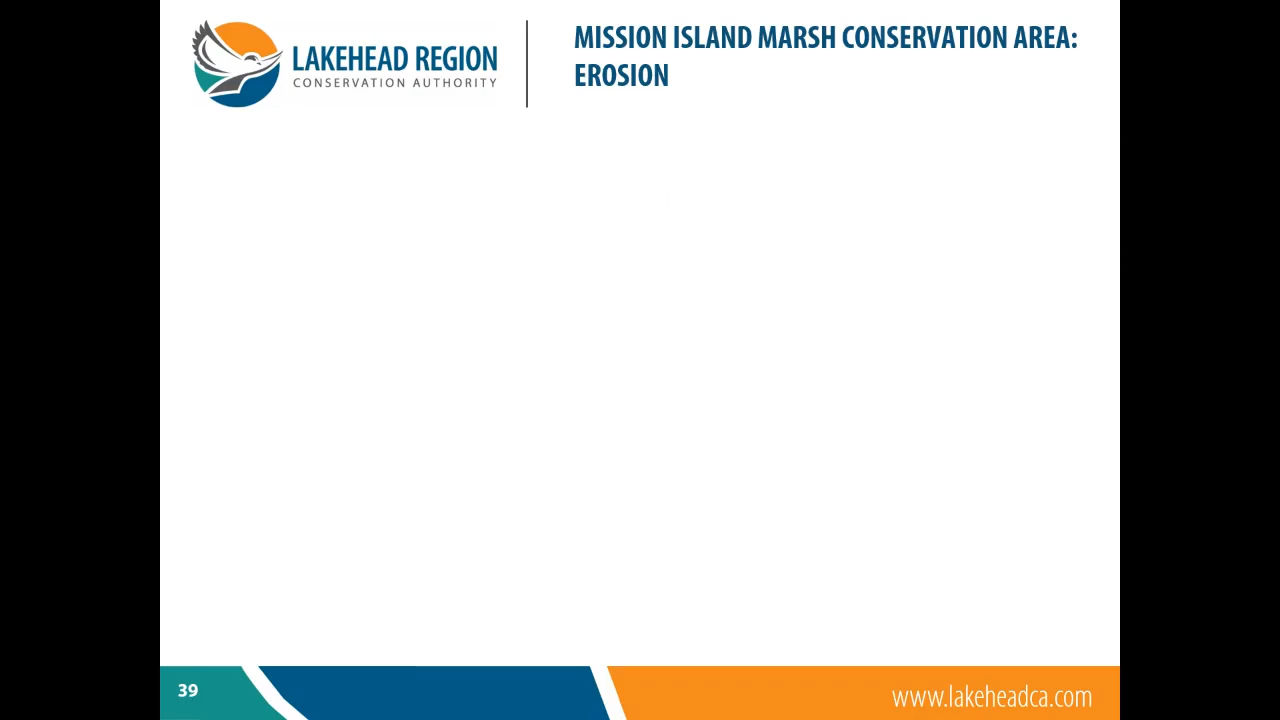 LAKEHEAD REGION
CONSERVATION AUTHORITY
MISSION ISLAND MARSH CONSERVATION AREA:
EROSION
39
www.lakeheadca.com